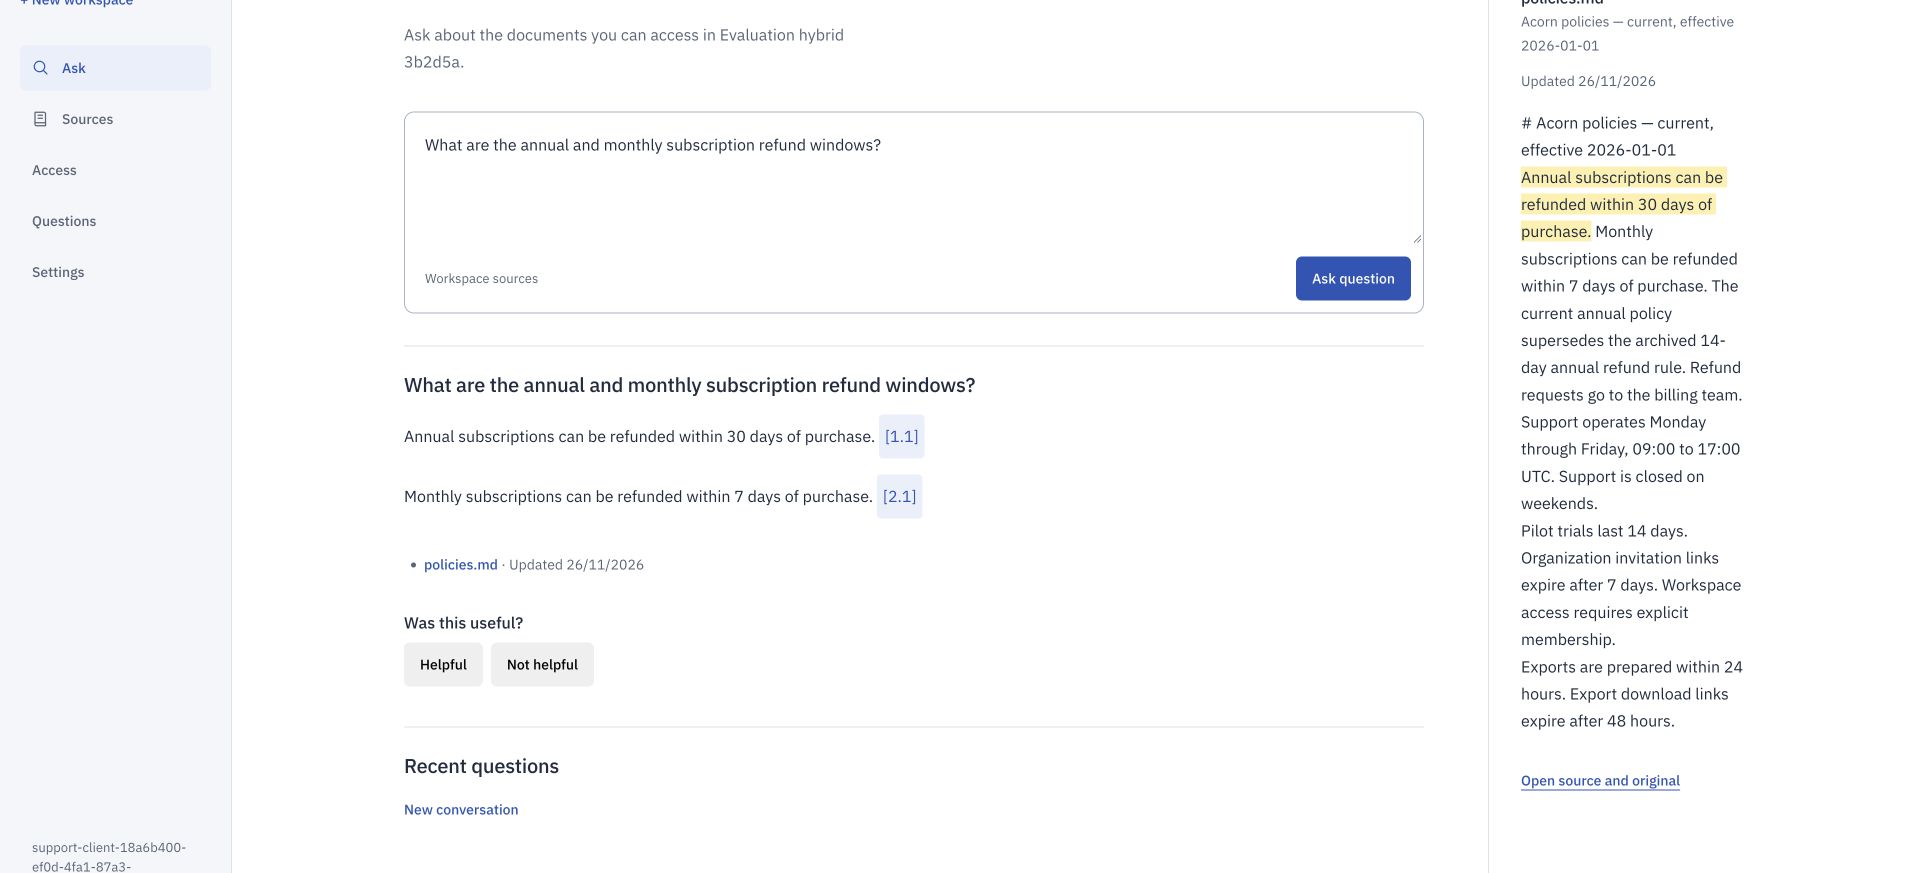 + New workspace
Ask
Sources
Access
Questions
Settings
support-client-18a6b400-
ef0d-4fa1-87a3-
Ask about the documents you can access in Evaluation hybrid
3b2d5a.
What are the annual and monthly subscription refund windows?
Workspace sources
Ask question
What are the annual and monthly subscription refund windows?
Annual subscriptions can be refunded within 30 days of purchase. [1.1]
Monthly subscriptions can be refunded within 7 days of purchase. [2.1]
• policies.md · Updated 26/11/2026
Was this useful?
Helpful
Not helpful
Recent questions
New conversation
policies.md
Acorn policies — current, effective
2026-01-01
Updated 26/11/2026
# Acorn policies — current,
effective 2026-01-01
Annual subscriptions can be
refunded within 30 days of
purchase. Monthly
subscriptions can be refunded
within 7 days of purchase. The
current annual policy
supersedes the archived 14-
day annual refund rule. Refund
requests go to the billing team.
Support operates Monday
through Friday, 09:00 to 17:00
UTC. Support is closed on
weekends.
Pilot trials last 14 days.
Organization invitation links
expire after 7 days. Workspace
access requires explicit
membership.
Exports are prepared within 24
hours. Export download links
expire after 48 hours.
Open source and original